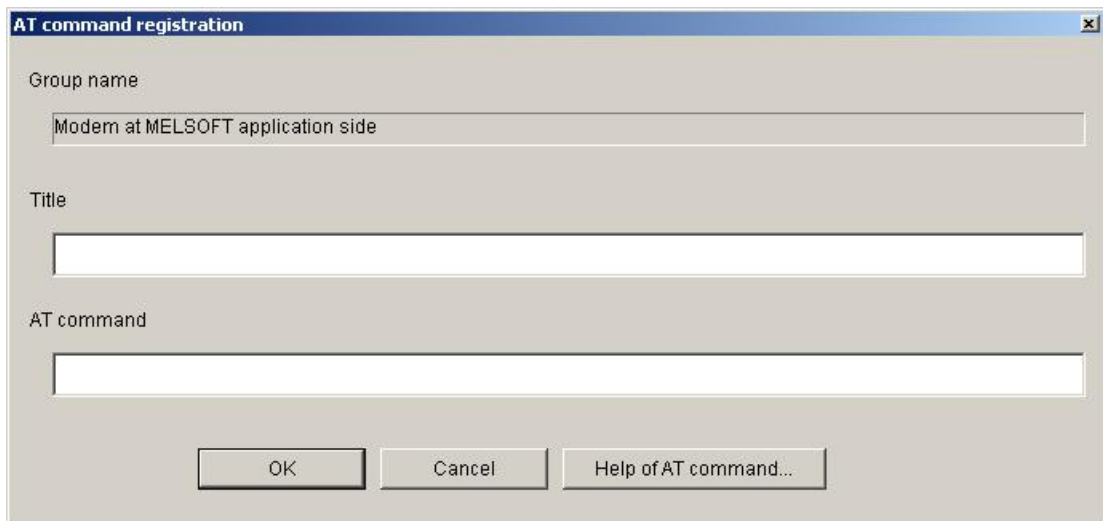 AT command registration
Group name
Modem at MELSOFT application side
Title
AT command
OK Cancel Help of AT command...